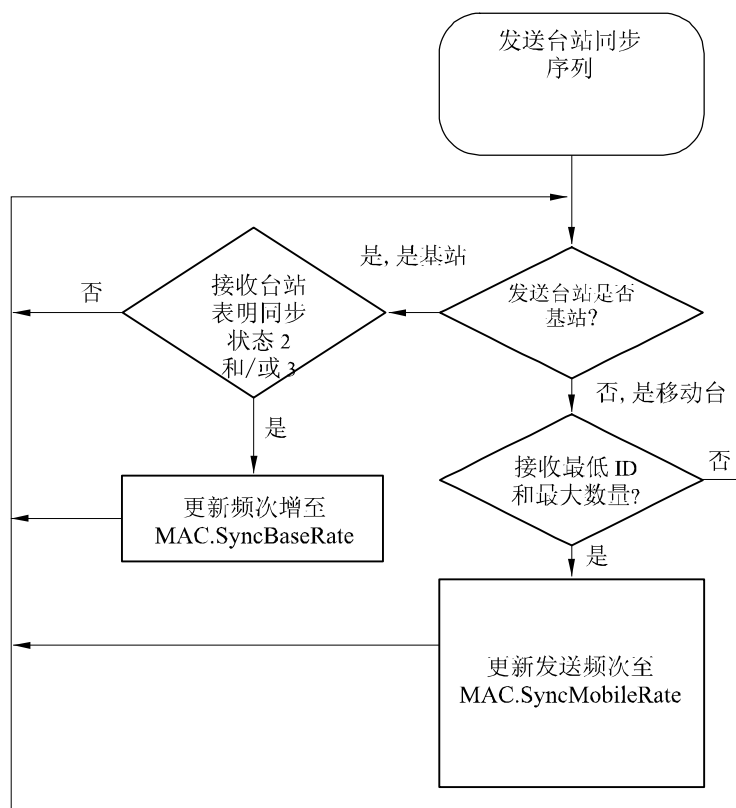 发送台站同步
序列
发送台站是否
基站?
是, 是基站
接收台站
表明同步
状态 2
和/或 3
否
是
更新频次增至
MAC.SyncBaseRate
否, 是移动台
接收最低 ID
和最大数量?
否
是
更新发送频次至
MAC.SyncMobileRate